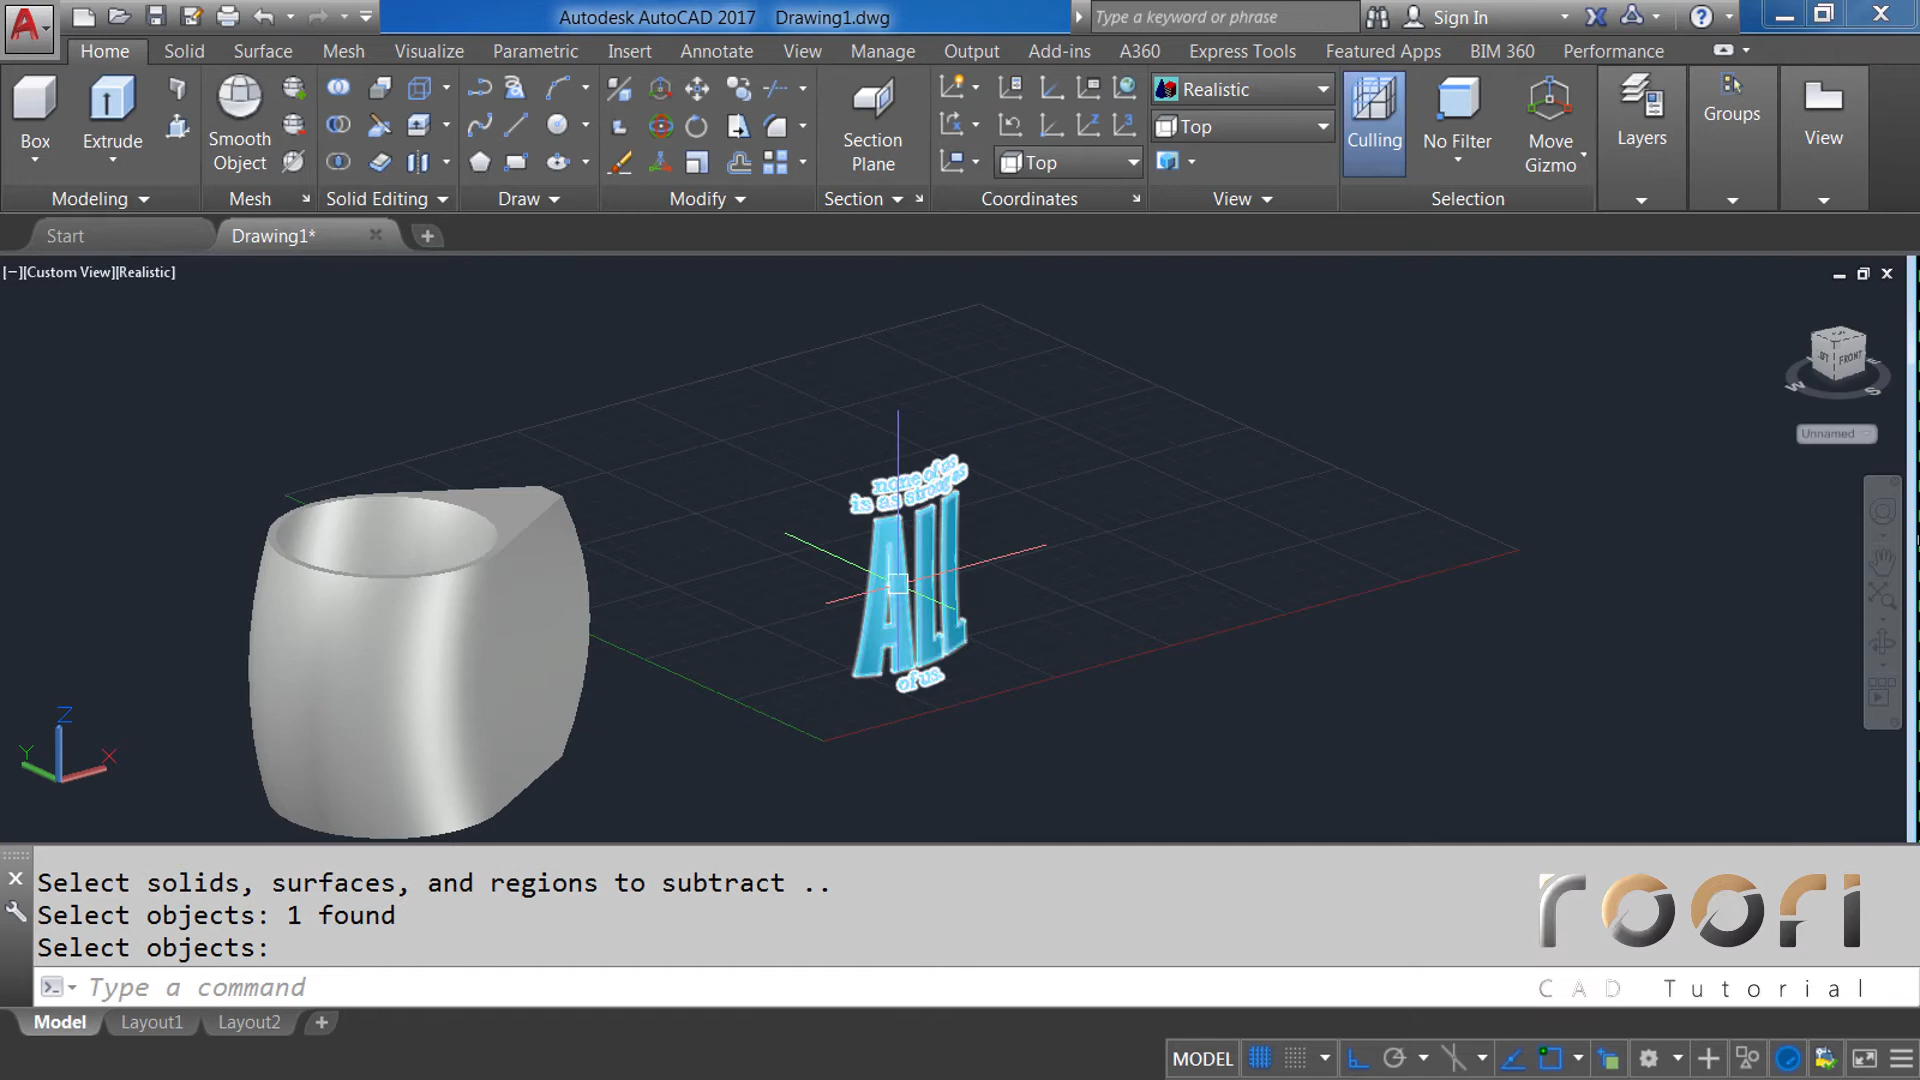 Autodesk AutoCAD 2017 Drawing1.dwg
Type a keyword or phrase
Sign In
Home Solid Surface Mesh Visualize Parametric Insert Annotate View Manage Output Add-ins A360 Express Tools Featured Apps BIM 360 Performance
Box
Extrude
Smooth Object
Section Plane
Realistic
Top
Top
Culling
No Filter
Move Gizmo
Layers
Groups
View
Modeling Mesh Solid Editing Draw Modify Section Coordinates View Selection
Start Drawing1*
[−][Custom View][Realistic]
FRONT
W
S
Unnamed
none of us
is as strong as
ALL
of us.
Z
Y
X
Select solids, surfaces, and regions to subtract ..
Select objects: 1 found
Select objects:
Type a command
roofi
CAD Tutorial
Model Layout1 Layout2
MODEL